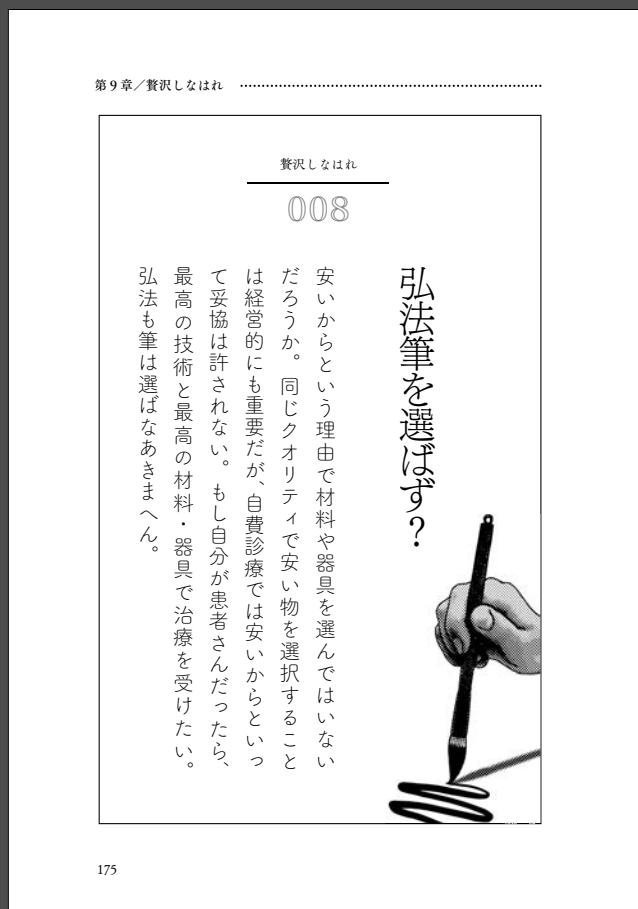 第9章／贅沢しなはれ
贅沢しなはれ
008
弘法筆を選ばず？
安いからという理由で材料や器具を選んではいない
だろうか。同じクオリティで安い物を選択すること
は経営的にも重要だが、自費診療では安いからといっ
て妥協は許されない。もし自分が患者さんだったら、
最高の技術と最高の材料・器具で治療を受けたい。
弘法も筆は選ばなあきまへん。
175